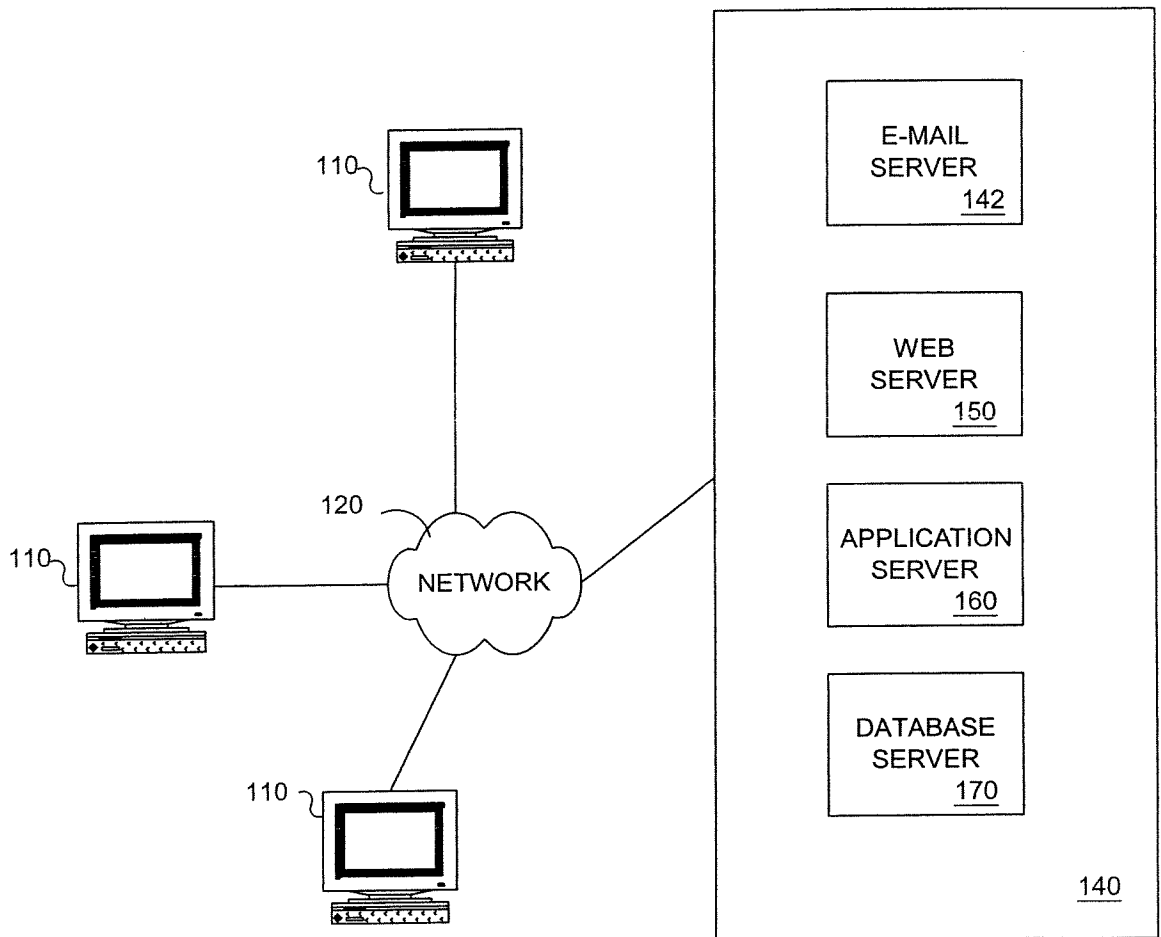 110
110
110
120
NETWORK
E-MAIL
SERVER
142
WEB
SERVER
150
APPLICATION
SERVER
160
DATABASE
SERVER
170
140